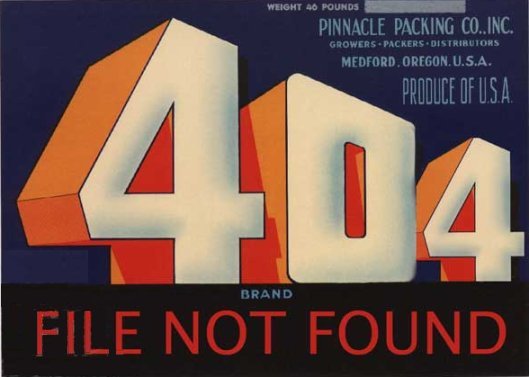 WEIGHT 46 POUNDS
PINNACLE PACKING CO., INC.
GROWERS - PACKERS - DISTRIBUTORS
MEDFORD, OREGON, U.S.A.
PRODUCE OF U.S.A.
404
BRAND
FILE NOT FOUND